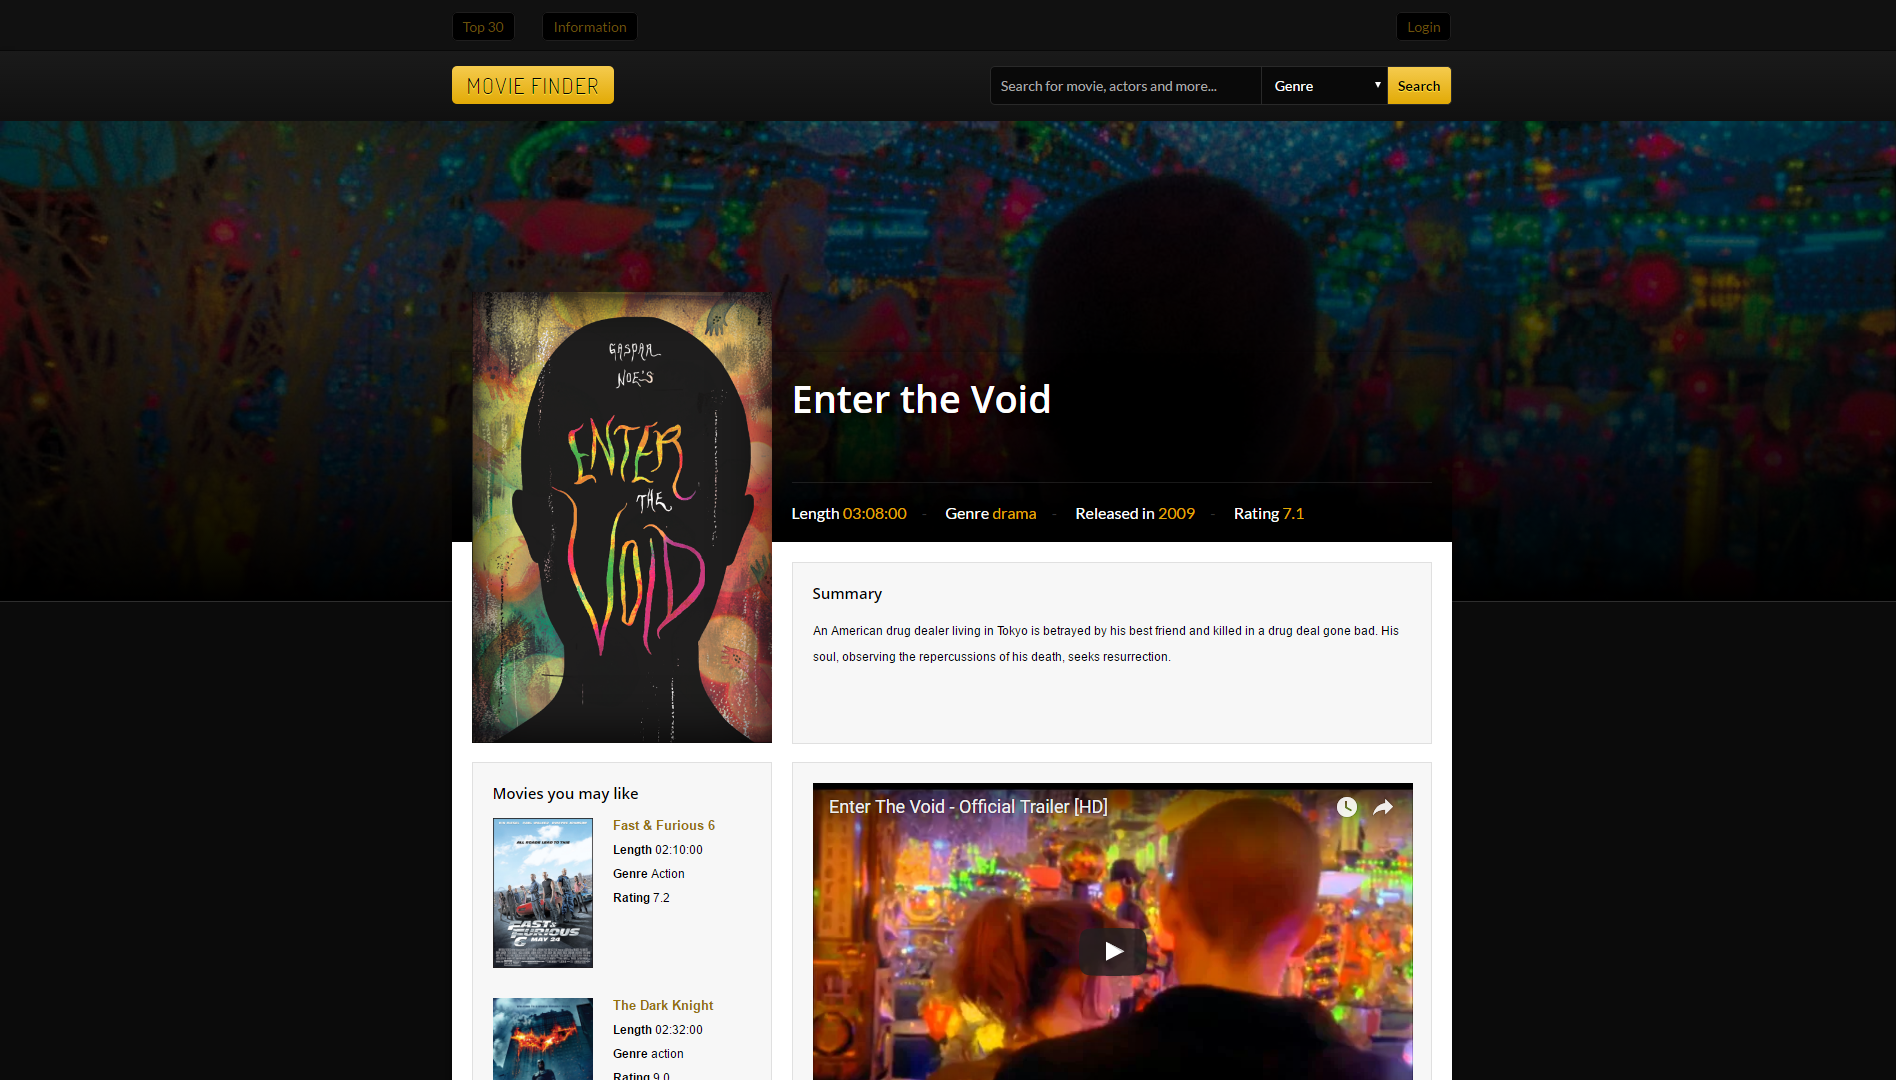 Top 30
Information
Login
MOVIE FINDER
Search for movie, actors and more...
Genre
Search
GASPAR
NOE'S
ENTER
THE
VOID
Enter the Void
Length 03:08:00 - Genre drama - Released in 2009 - Rating 7.1
Summary
An American drug dealer living in Tokyo is betrayed by his best friend and killed in a drug deal gone bad. His
soul, observing the repercussions of his death, seeks resurrection.
Movies you may like
ALL ROADS LEAD TO THIS
FAST &
FURIOUS
6 MAY 24
Fast & Furious 6
Length 02:10:00
Genre Action
Rating 7.2
The Dark Knight
Length 02:32:00
Genre action
Rating 9.0
Enter The Void - Official Trailer [HD]